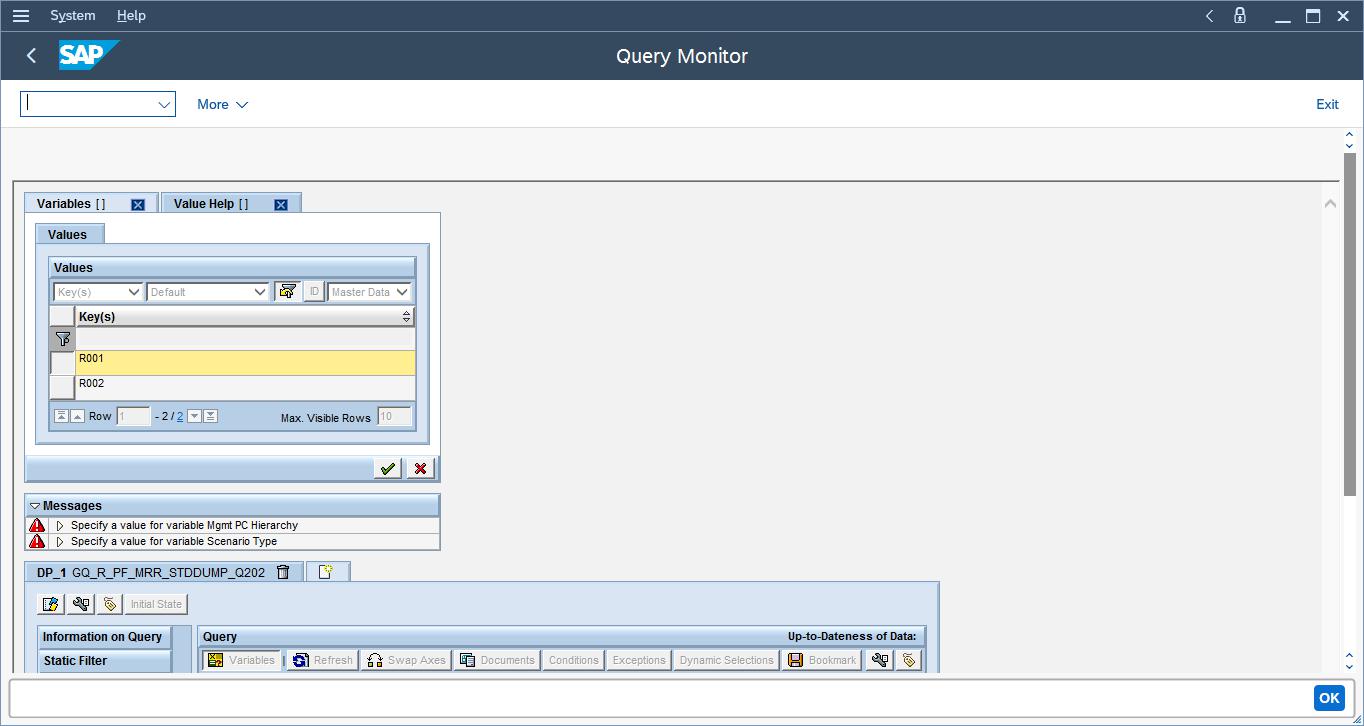 System Help
SAP Query Monitor
More Exit
Variables [ ] Value Help [ ]
Values
Values
Key(s) Default ID Master Data
Key(s)
R001
R002
Row 1 - 2 / 2 Max. Visible Rows 10
Messages
Specify a value for variable Mgmt PC Hierarchy
Specify a value for variable Scenario Type
DP_1 GQ_R_PF_MRR_STDDUMP_Q202
Initial State
Information on Query Query Up-to-Dateness of Data:
Static Filter Variables Refresh Swap Axes Documents Conditions Exceptions Dynamic Selections Bookmark
OK